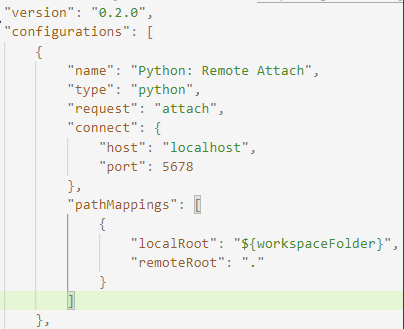 "version": "0.2.0",
"configurations": [
{
"name": "Python: Remote Attach",
"type": "python",
"request": "attach",
"connect": {
"host": "localhost",
"port": 5678
},
"pathMappings": [
{
"localRoot": "${workspaceFolder}",
"remoteRoot": "."
}
]
},